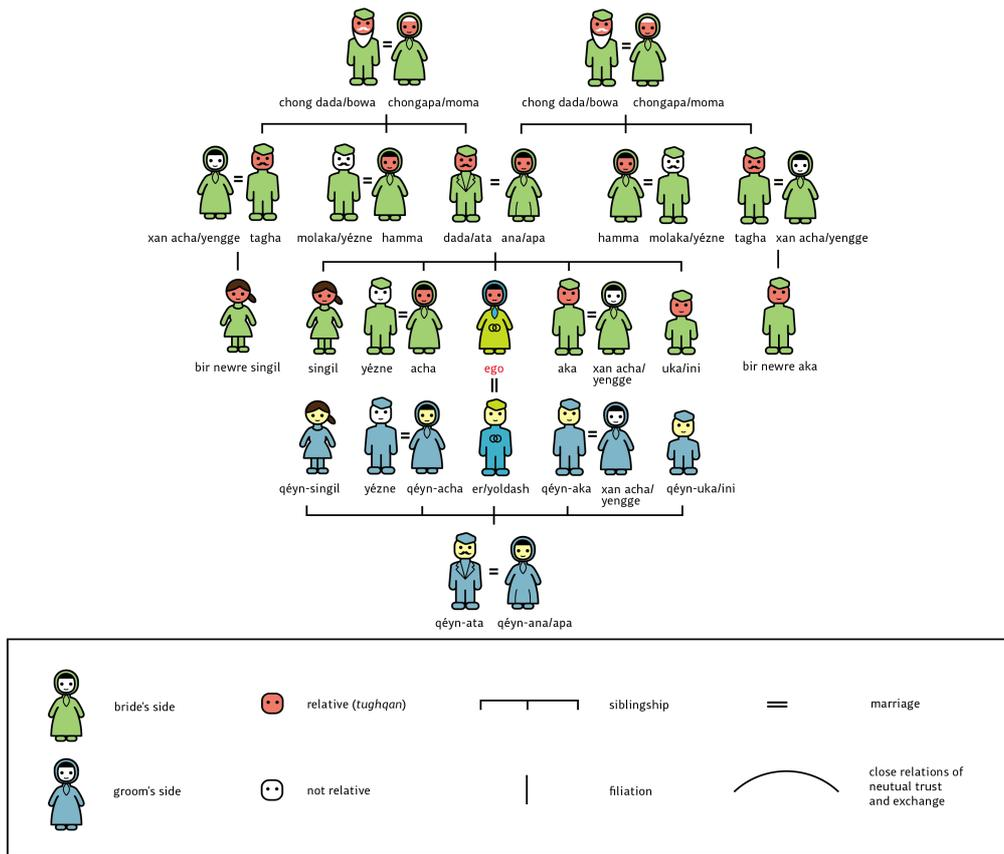 chong dada/bowa chongapa/moma chong dada/bowa chongapa/moma
xan acha/yengge tagha molaka/yézne hamma dada/ata ana/apa hamma molaka/yézne tagha xan acha/yengge
bir newre singil singil yézne acha ego aka xan acha/ uka/ini bir newre aka
yengge
qéyn-singil yézne qéyn-acha er/yoldash qéyn-aka xan acha/ qéyn-uka/ini
yengge
qéyn-ata qéyn-ana/apa
bride's side relative (tughqan) siblingship marriage
groom's side not relative filiation close relations of
neutual trust
and exchange